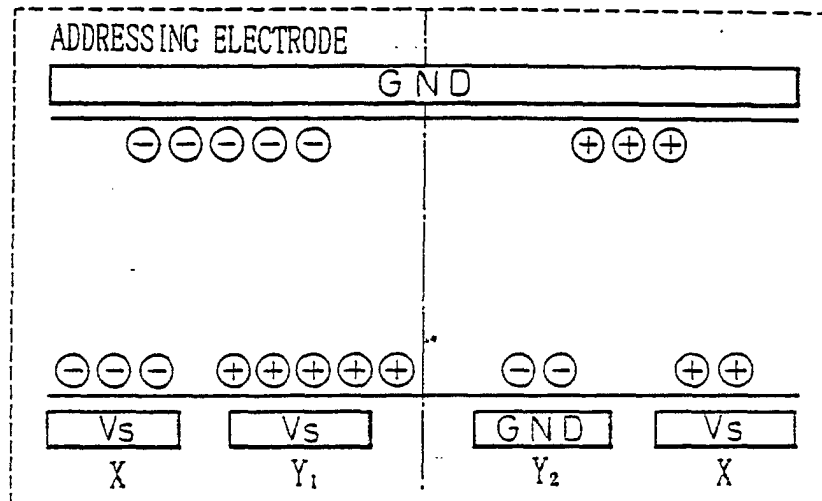 ADDRESSING ELECTRODE
GND
− − − − − + + +
− − − + + + + + − − + +
Vs Vs GND Vs
X Y₁ Y₂ X